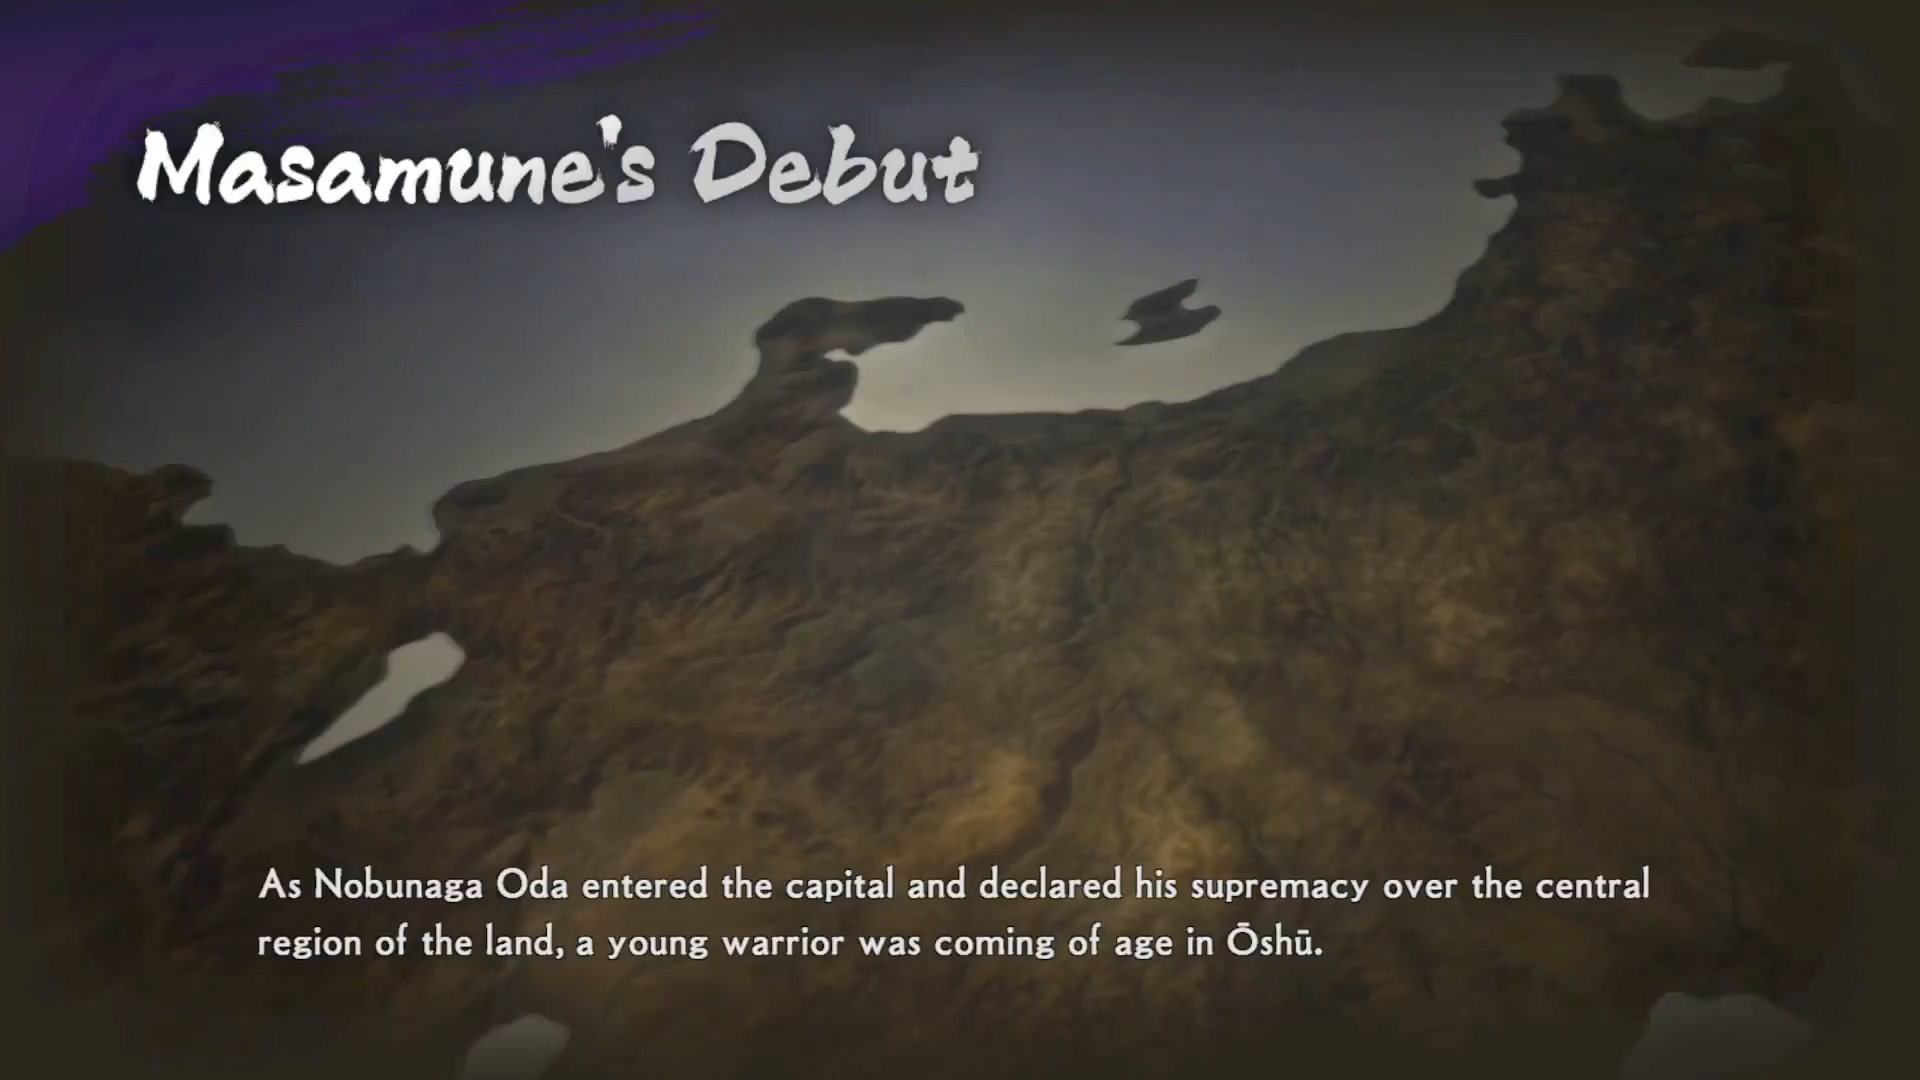 Masamune's Debut
As Nobunaga Oda entered the capital and declared his supremacy over the central
region of the land, a young warrior was coming of age in Ōshū.